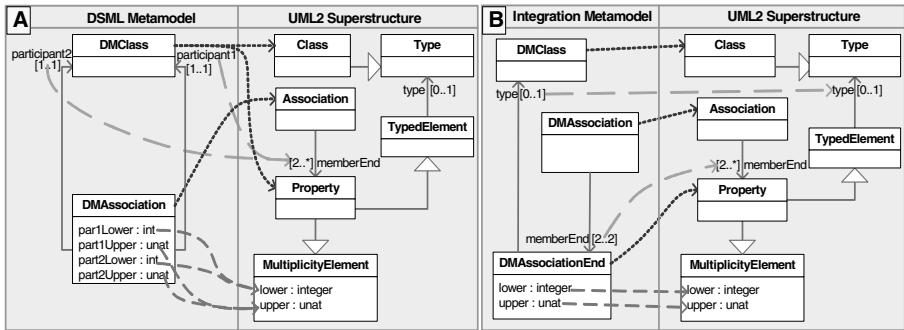 A
DSML Metamodel
UML2 Superstructure
participant2
[1..1]
DMClass
participant1
[1..1]
Class
Type
type [0..1]
Association
TypedElement
[2..*] memberEnd
Property
DMAssociation
part1Lower : int
part1Upper : unat
part2Lower : int
part2Upper : unat
MultiplicityElement
lower : integer
upper : unat
B
Integration Metamodel
UML2 Superstructure
DMClass
Class
Type
type [0..1]
type [0..1]
DMAssociation
Association
TypedElement
[2..*] memberEnd
Property
memberEnd [2..2]
DMAssociationEnd
lower : integer
upper : unat
MultiplicityElement
lower : integer
upper : unat